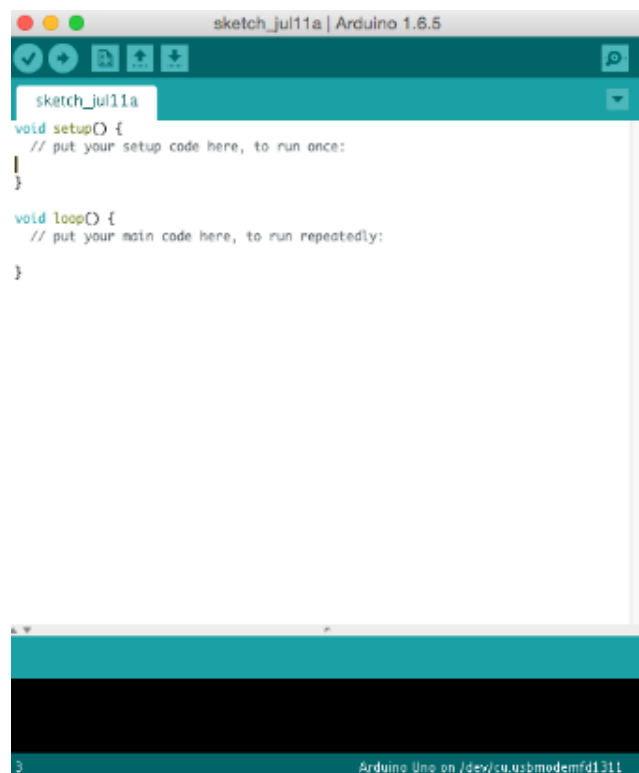 sketch_jul11a | Arduino 1.6.5
sketch_jul11a
void setup() {
  // put your setup code here, to run once:

}

void loop() {
  // put your main code here, to run repeatedly:

}
3
Arduino Uno on /dev/cu.usbmodemfd1311